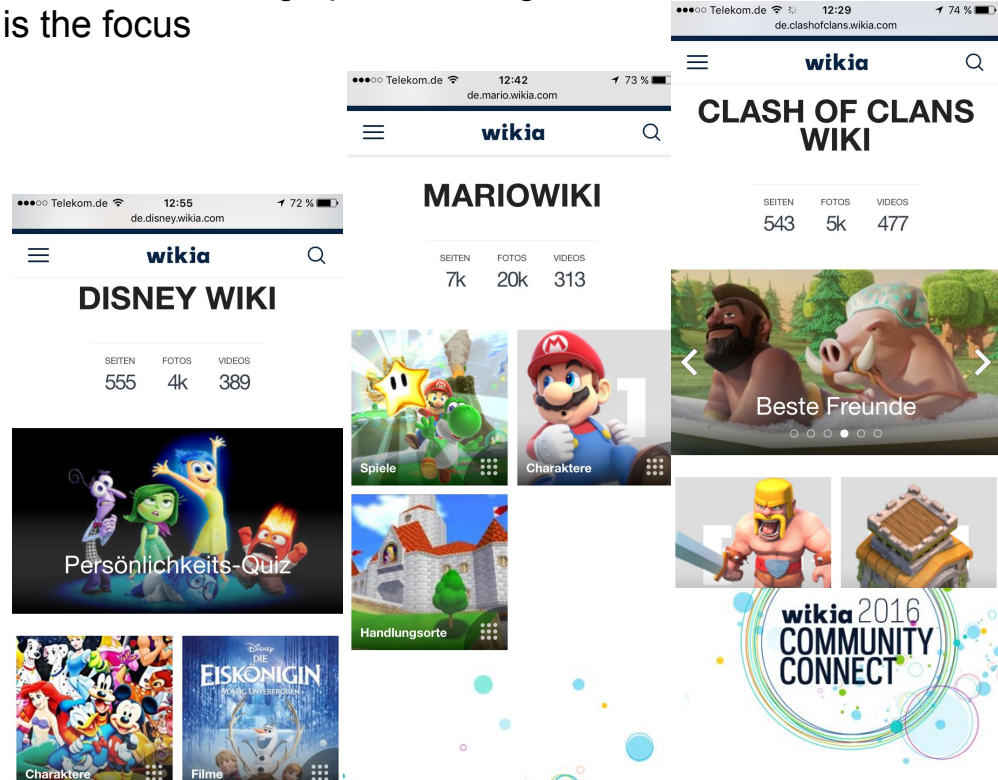 is the focus
●●●○○ Telekom.de 12:55 72 %
de.disney.wikia.com
wikia
DISNEY WIKI
SEITEN FOTOS VIDEOS
555 4k 389
Persönlichkeits-Quiz
Charaktere
Disney
DIE
EISKÖNIGIN
VÖLLIG UNVERFROREN
Filme
●●●○○ Telekom.de 12:42 73 %
de.mario.wikia.com
wikia
MARIOWIKI
SEITEN FOTOS VIDEOS
7k 20k 313
Spiele
Charaktere
Handlungsorte
●●●○○ Telekom.de 12:29 74 %
de.clashofclans.wikia.com
wikia
CLASH OF CLANS
WIKI
SEITEN FOTOS VIDEOS
543 5k 477
Beste Freunde
wikia 2016
COMMUNITY
CONNECT